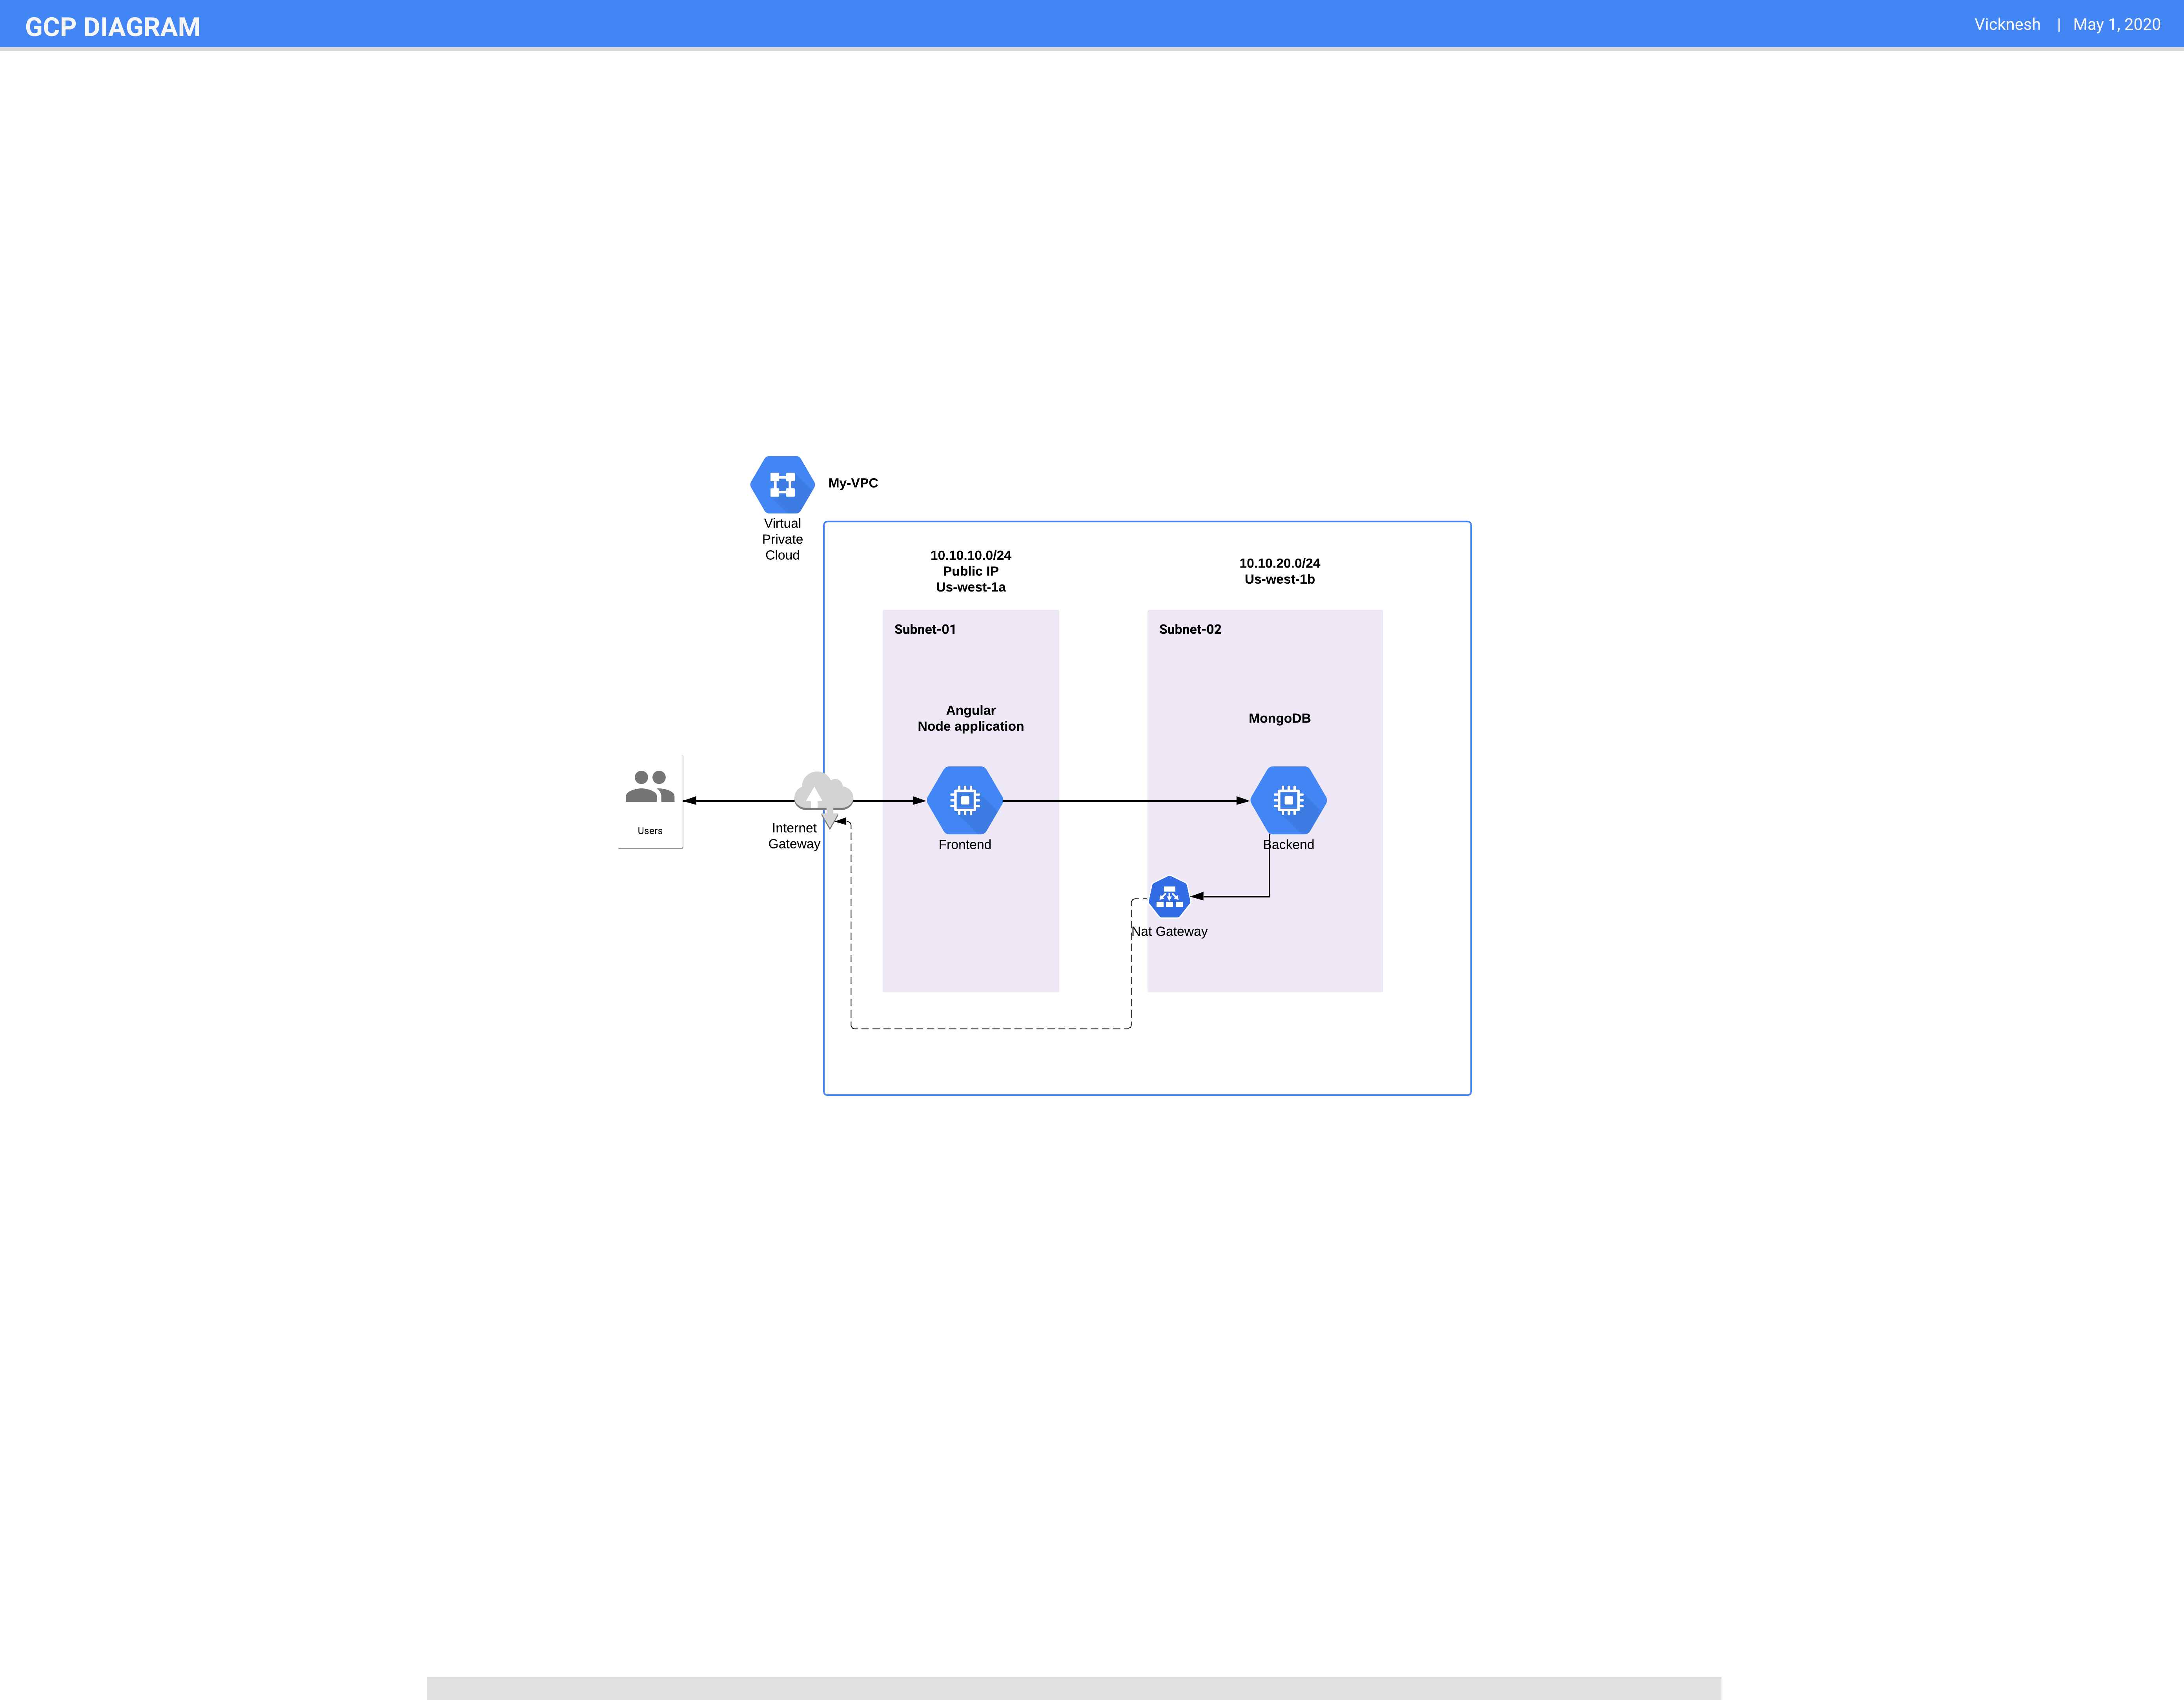 GCP DIAGRAM
Vicknesh | May 1, 2020
My-VPC
Virtual
Private
Cloud
10.10.10.0/24
Public IP
Us-west-1a
10.10.20.0/24
Us-west-1b
Subnet-01
Subnet-02
Angular
Node application
MongoDB
Users
Internet
Gateway
Frontend
Backend
Nat Gateway